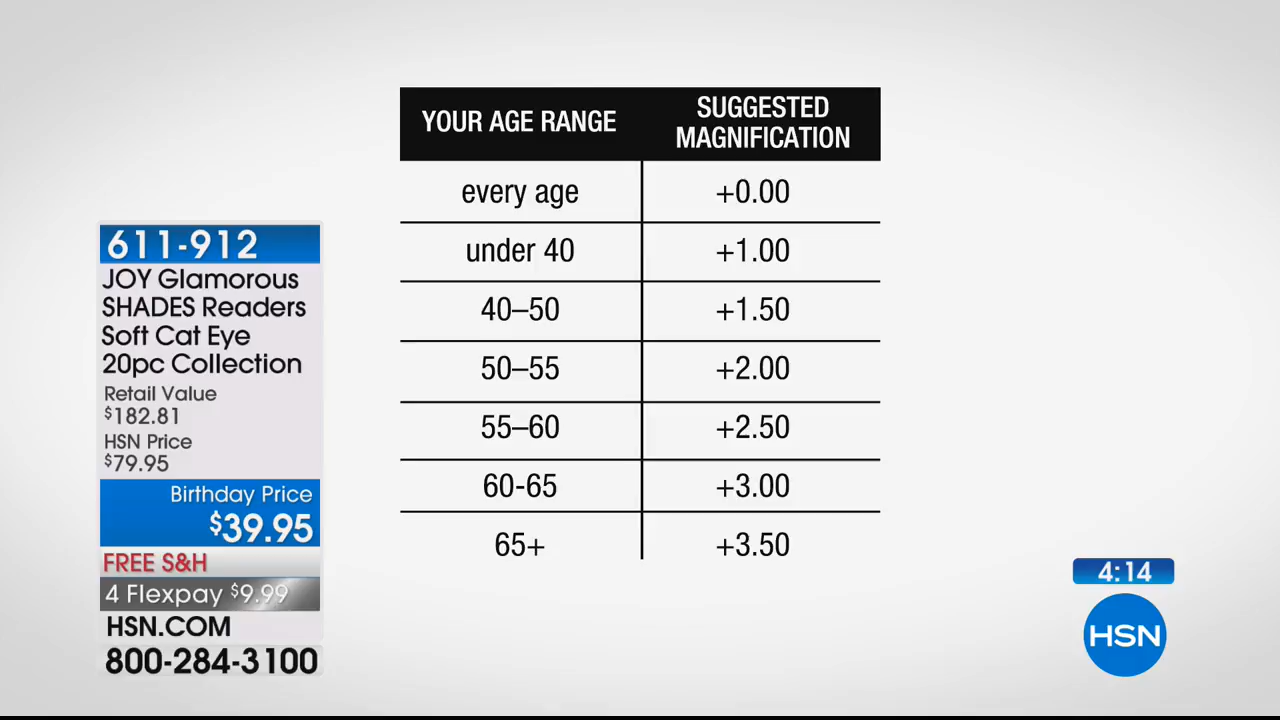 YOUR AGE RANGE
SUGGESTED
MAGNIFICATION
every age +0.00
under 40 +1.00
40–50 +1.50
50–55 +2.00
55–60 +2.50
60-65 +3.00
65+ +3.50
611-912
JOY Glamorous
SHADES Readers
Soft Cat Eye
20pc Collection
Retail Value
$182.81
HSN Price
$79.95
Birthday Price
$39.95
FREE S&H
4 Flexpay $9.99
HSN.COM
800-284-3100
4:14
HSN